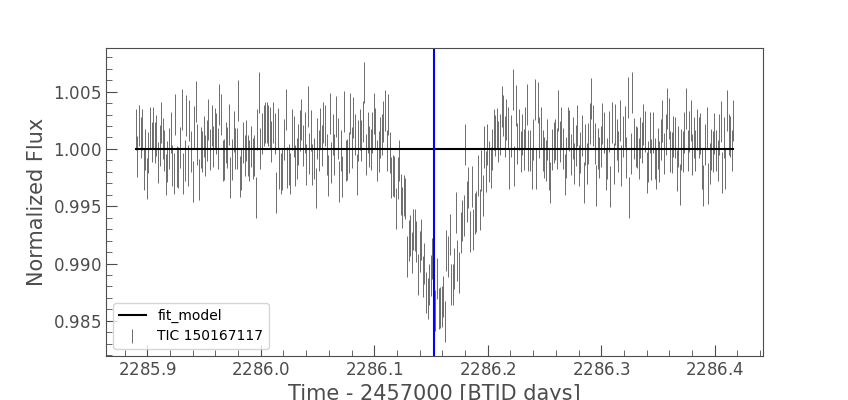 Normalized Flux
1.005
1.000
0.995
0.990
0.985
fit_model
TIC 150167117
2285.9 2286.0 2286.1 2286.2 2286.3 2286.4
Time - 2457000 [BTJD days]